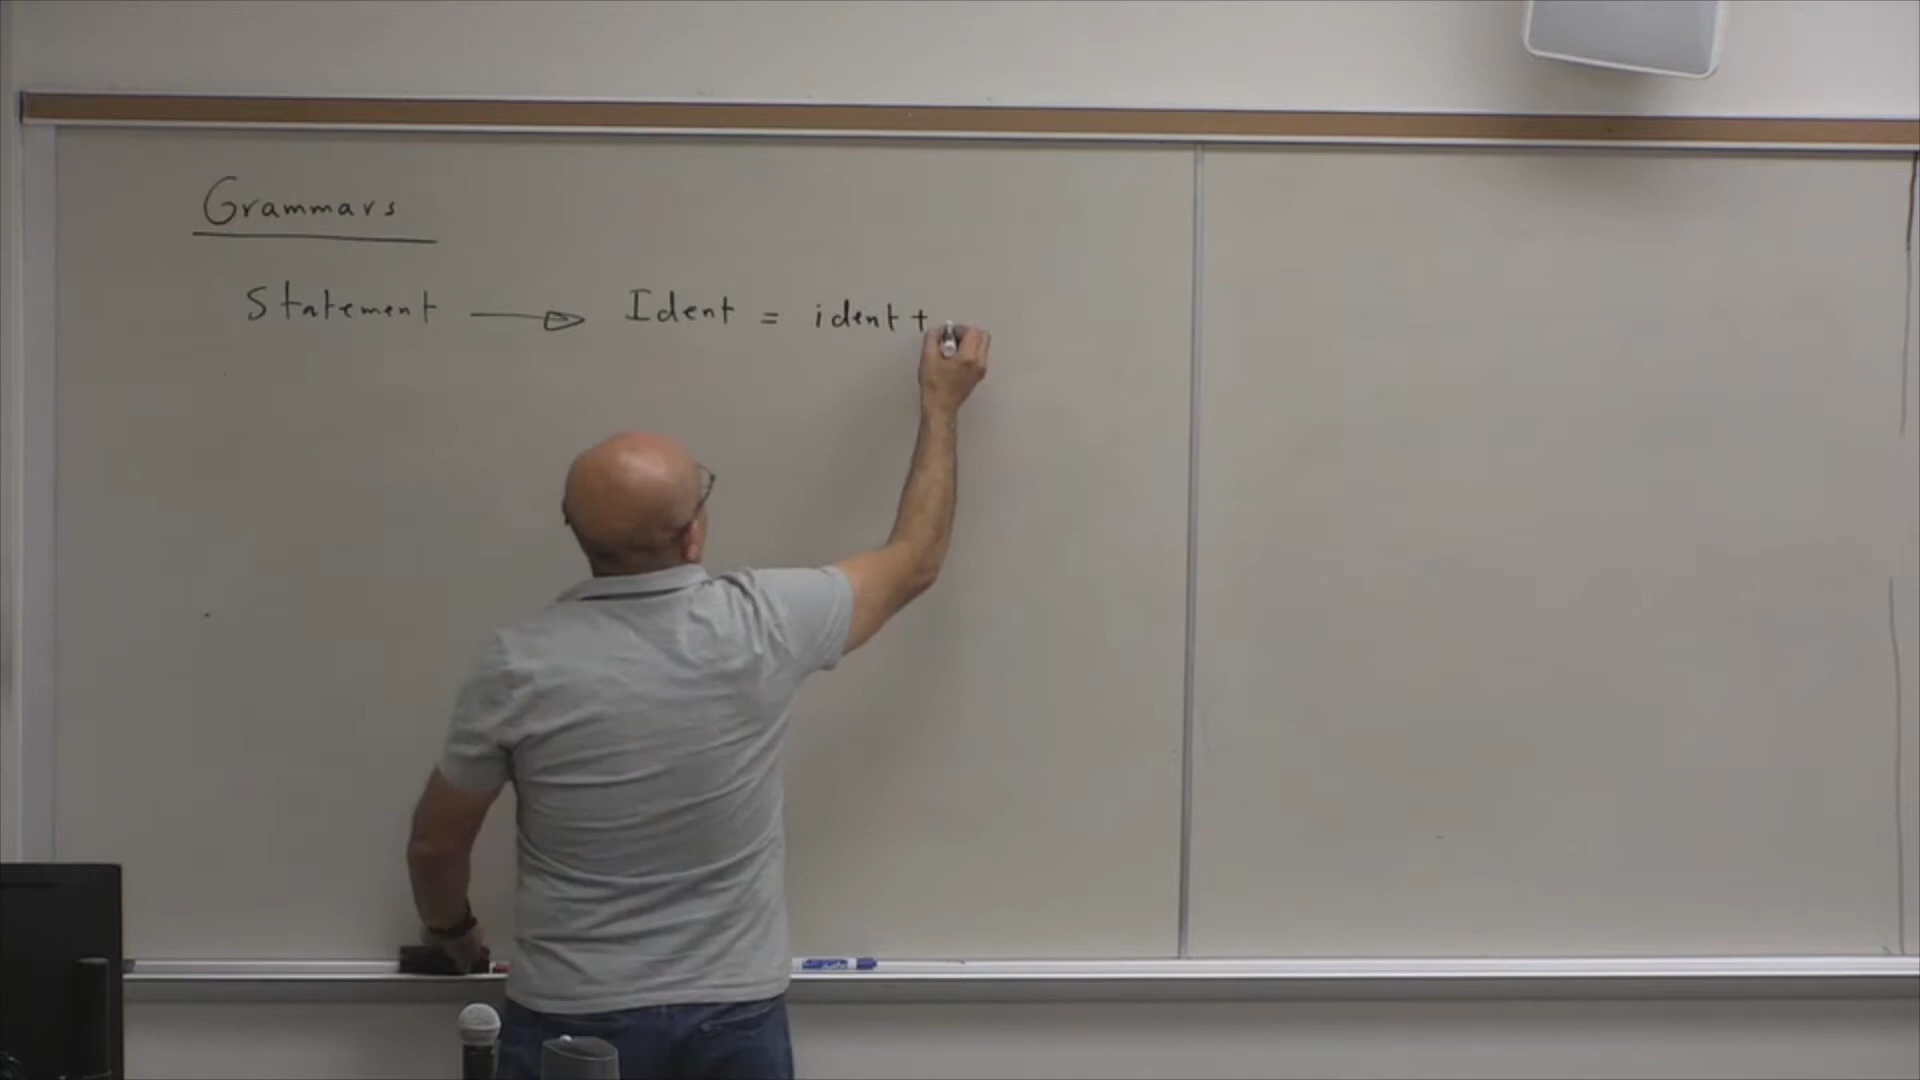 Grammars
Statement → Ident = ident +